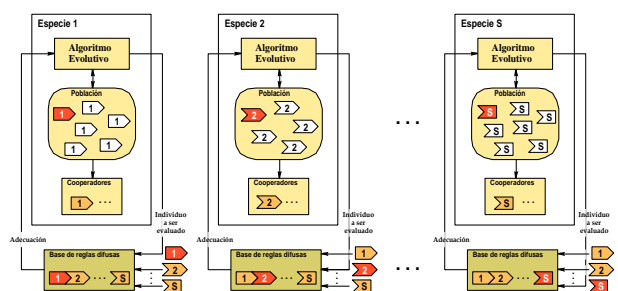 Especie 1
Algoritmo
Evolutivo
Población
1
1
1
1
1
1
Cooperadores
1 ...
Individuo
a ser
evaluado
Adecuación
Base de reglas difusas
1 2 ... S
1
2
S
Especie 2
Algoritmo
Evolutivo
Población
2
2
2
2
2
Cooperadores
2 ...
Individuo
a ser
evaluado
Adecuación
Base de reglas difusas
1 2 ... S
1
2
S
...
...
Especie S
Algoritmo
Evolutivo
Población
S
S
S
S
S
S
S
Cooperadores
S ...
Individuo
a ser
evaluado
Adecuación
Base de reglas difusas
1 2 ... S
1
2
S